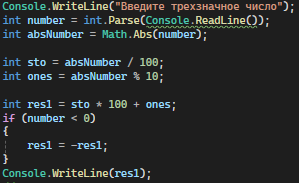 Console.WriteLine("Введите трехзначное число");
int number = int.Parse(Console.ReadLine());
int absNumber = Math.Abs(number);
int sto = absNumber / 100;
int ones = absNumber % 10;
int res1 = sto * 100 + ones;
if (number < 0)
{
res1 = -res1;
}
Console.WriteLine(res1);